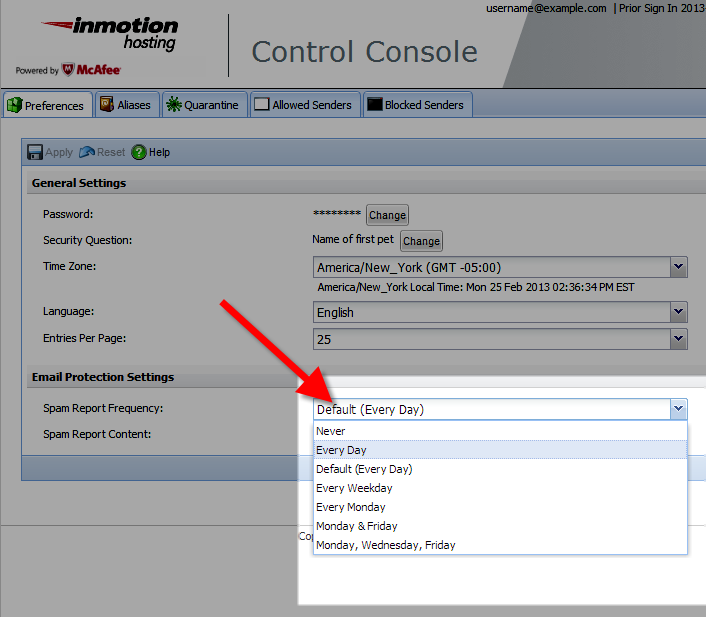 username@example.com | Prior Sign In 2013
inmotion
hosting
Powered by McAfee
Control Console
Preferences Aliases Quarantine Allowed Senders Blocked Senders
Apply Reset Help
General Settings
Password: ******** Change
Security Question: Name of first pet Change
Time Zone: America/New_York (GMT -05:00)
America/New_York Local Time: Mon 25 Feb 2013 02:36:34 PM EST
Language: English
Entries Per Page: 25
Email Protection Settings
Spam Report Frequency: Default (Every Day)
Spam Report Content:
Never
Every Day
Default (Every Day)
Every Weekday
Every Monday
Monday & Friday
Monday, Wednesday, Friday